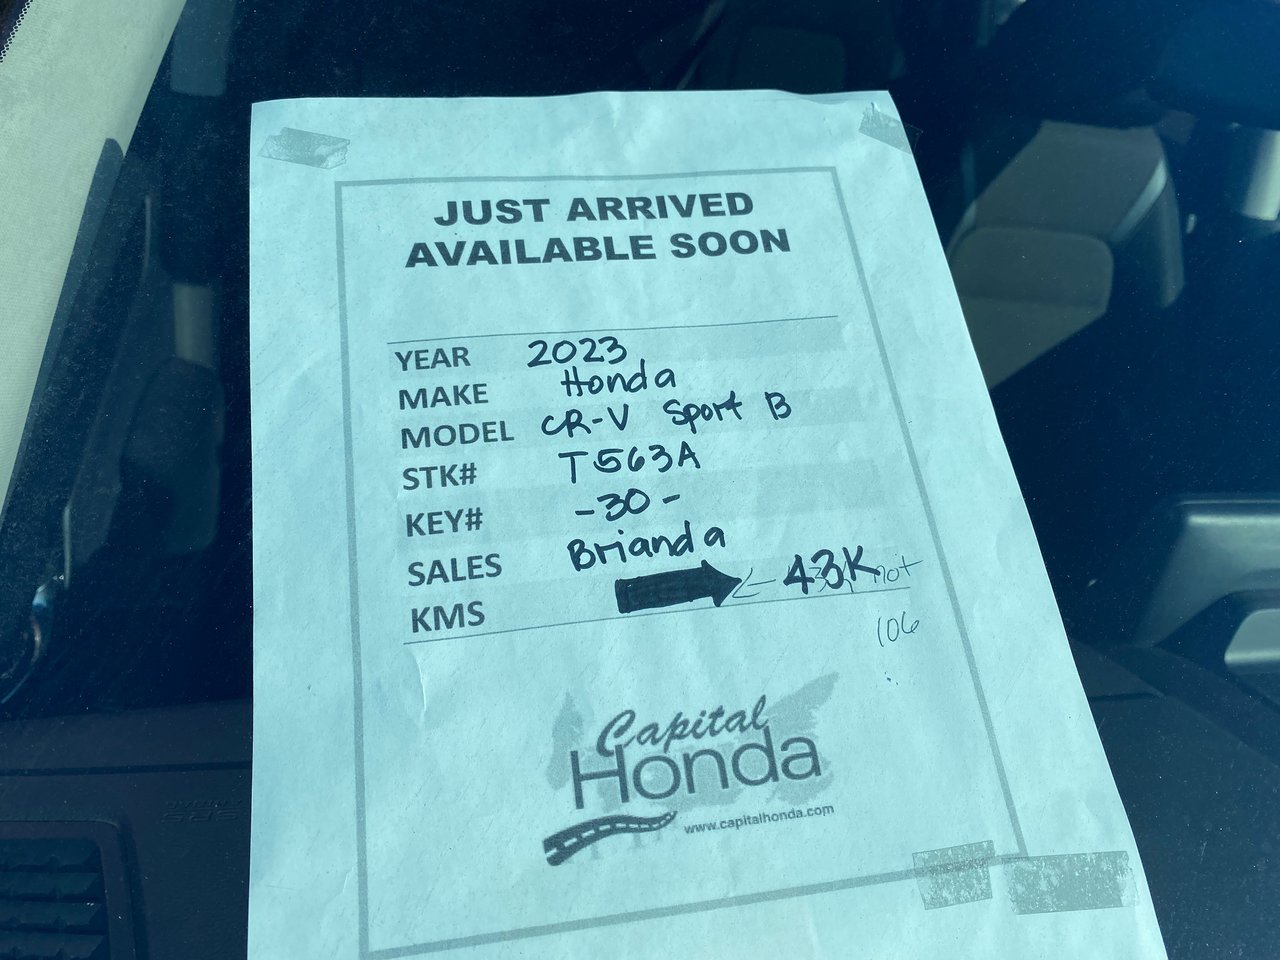 JUST ARRIVED
AVAILABLE SOON
YEAR 2023
MAKE Honda
MODEL CR-V Sport B
STK# T563A
KEY# -30-
SALES Brianda
KMS 43K not
106
Capital
Honda
www.capitalhonda.com